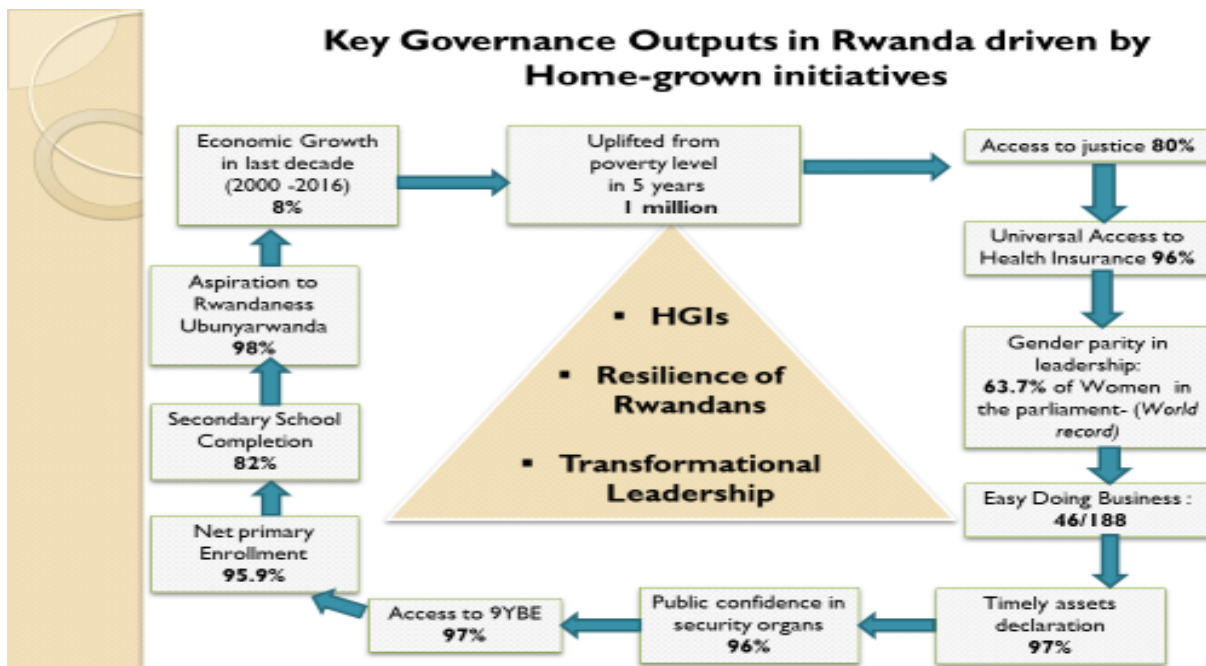 Key Governance Outputs in Rwanda driven by
Home-grown initiatives
Economic Growth
in last decade
(2000 -2016)
8%
Uplifted from
poverty level
in 5 years
1 million
Access to justice 80%
Universal Access to
Health Insurance 96%
Gender parity in
leadership:
63.7% of Women in
the parliament- (World
record)
Easy Doing Business :
46/188
Timely assets
declaration
97%
Public confidence in
security organs
96%
Access to 9YBE
97%
Net primary
Enrollment
95.9%
Secondary School
Completion
82%
Aspiration to
Rwandaness
Ubunyarwanda
98%
▪ HGIs
▪ Resilience of
Rwandans
▪ Transformational
Leadership